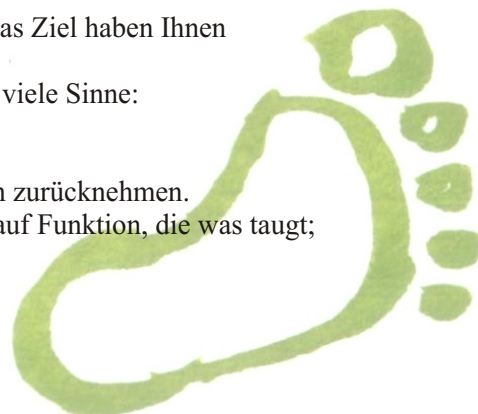 as Ziel haben Ihnen
viele Sinne:
zurücknehmen.
auf Funktion, die was taugt;